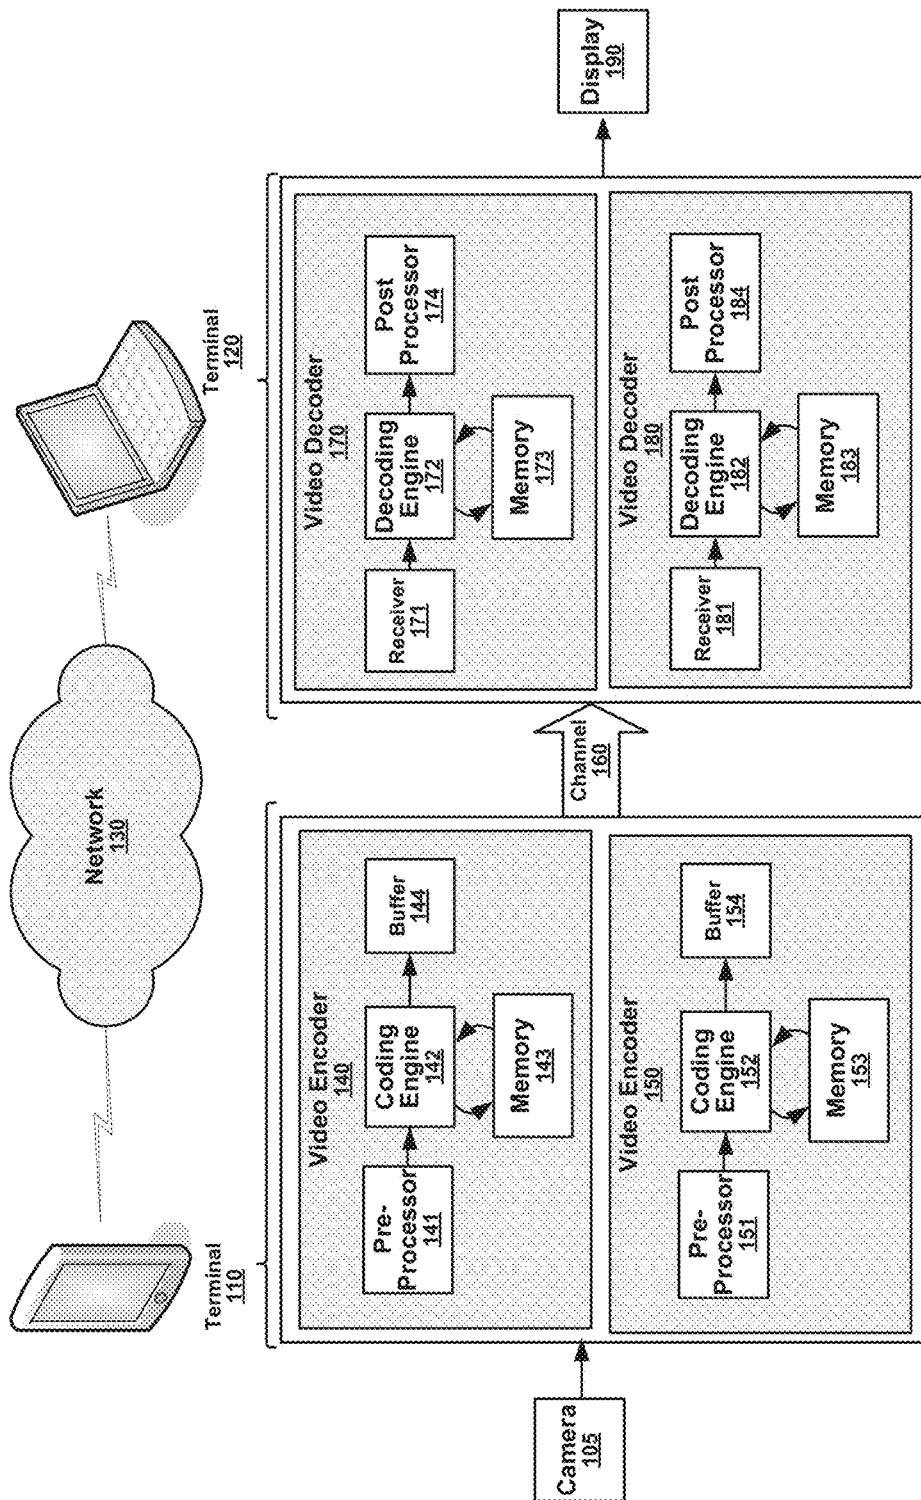 Terminal
110
Network
130
Terminal
120
Camera
105
Video Encoder
140
Pre-
Processor
141
Coding
Engine
142
Memory
143
Buffer
144
Video Encoder
150
Pre-
Processor
151
Coding
Engine
152
Memory
153
Buffer
154
Channel
160
Video Decoder
170
Receiver
171
Decoding
Engine
172
Memory
173
Post
Processor
174
Video Decoder
180
Receiver
181
Decoding
Engine
182
Memory
183
Post
Processor
184
Display
190